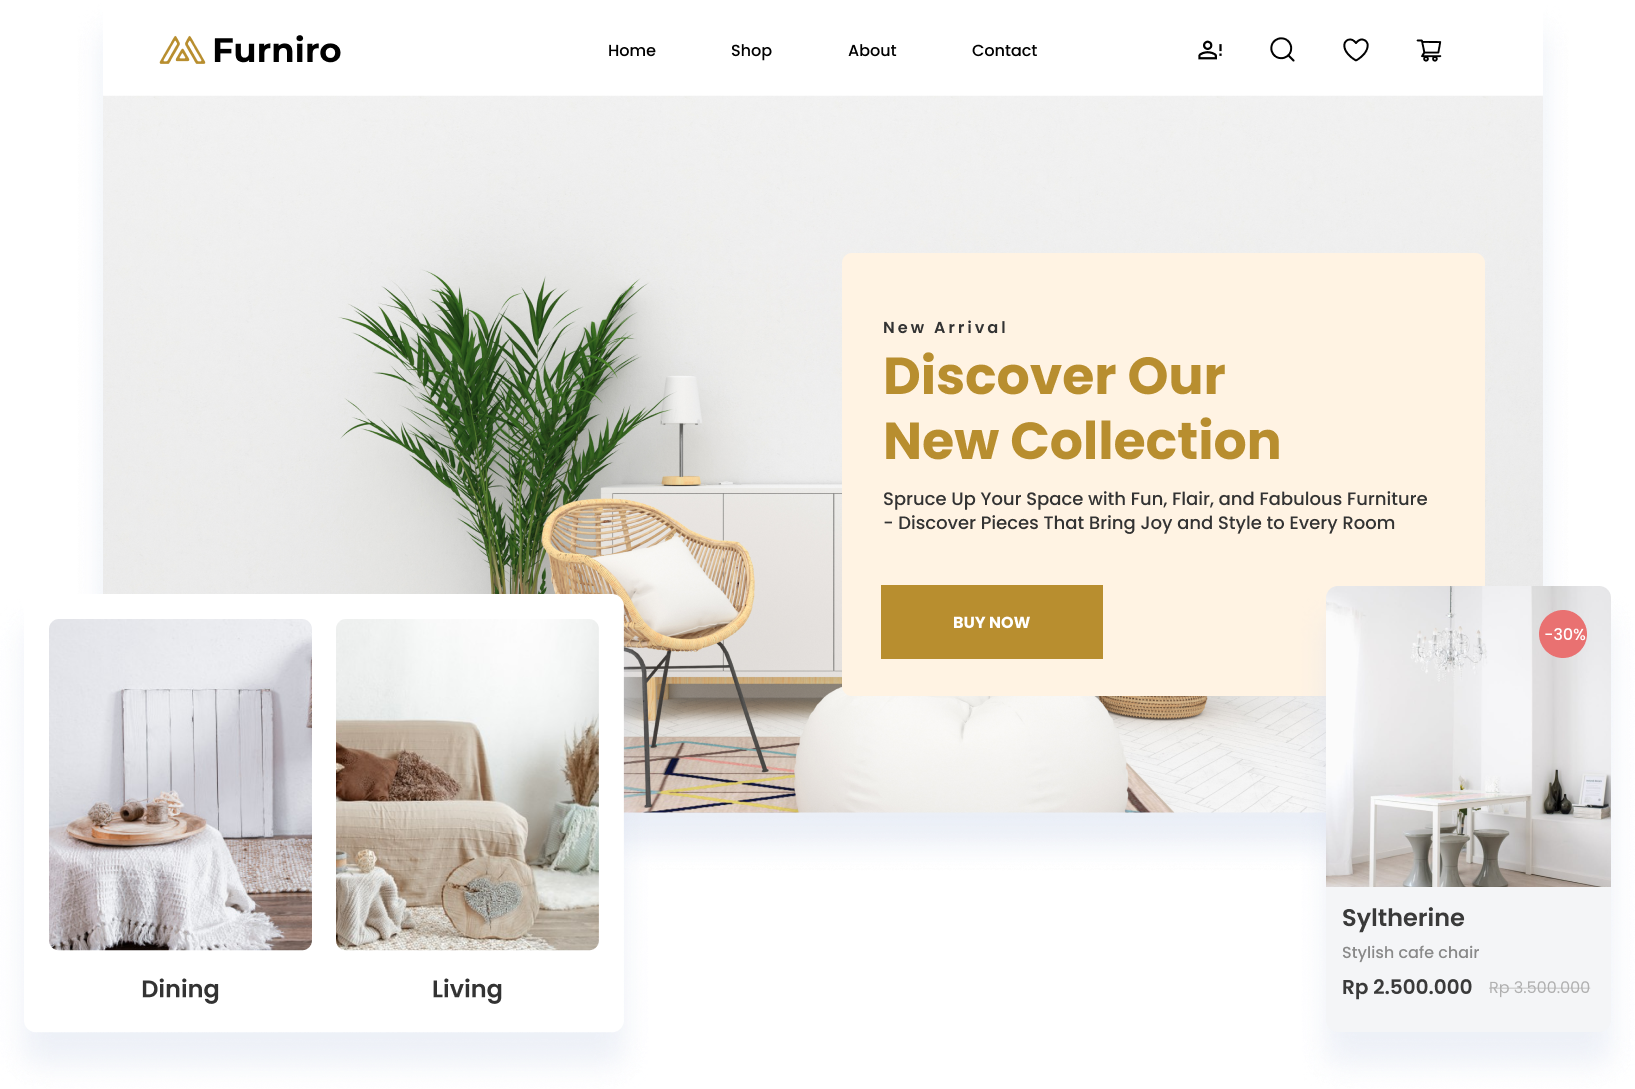 Furniro
Home
Shop
About
Contact
New Arrival
Discover Our
New Collection
Spruce Up Your Space with Fun, Flair, and Fabulous Furniture
- Discover Pieces That Bring Joy and Style to Every Room
BUY NOW
Dining
Living
-30%
Syltherine
Stylish cafe chair
Rp 2.500.000
Rp 3.500.000